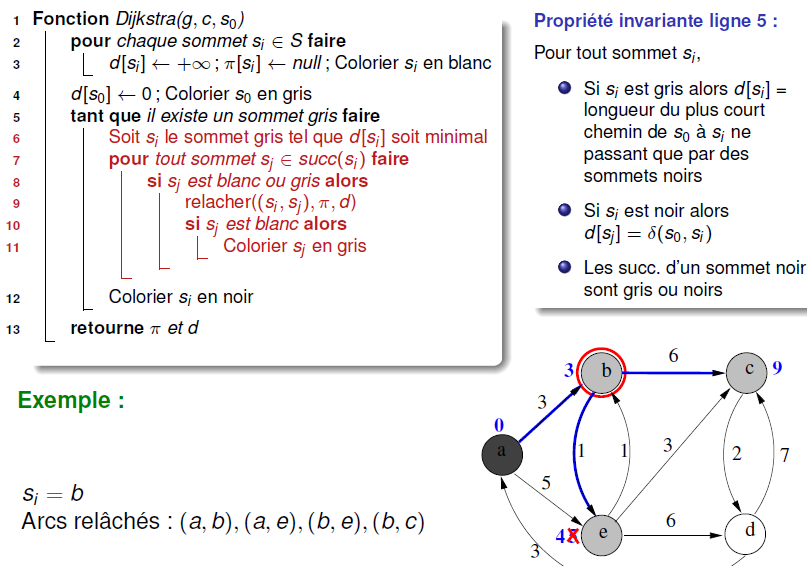 1 Fonction Dijkstra(g, c, s₀)
2 pour chaque sommet sᵢ ∈ S faire
3 d[sᵢ] ← +∞ ; π[sᵢ] ← null ; Colorier sᵢ en blanc
4 d[s₀] ← 0 ; Colorier s₀ en gris
5 tant que il existe un sommet gris faire
6 Soit sᵢ le sommet gris tel que d[sᵢ] soit minimal
7 pour tout sommet sⱼ ∈ succ(sᵢ) faire
8 si sⱼ est blanc ou gris alors
9 relacher((sᵢ, sⱼ), π, d)
10 si sⱼ est blanc alors
11 Colorier sⱼ en gris
12 Colorier sᵢ en noir
13 retourne π et d
Propriété invariante ligne 5 :
Pour tout sommet sᵢ,
Si sᵢ est gris alors d[sᵢ] =
longueur du plus court
chemin de s₀ à sᵢ ne
passant que par des
sommets noirs
Si sᵢ est noir alors
d[sⱼ] = δ(s₀, sᵢ)
Les succ. d'un sommet noir
sont gris ou noirs
Exemple :
sᵢ = b
Arcs relâchés : (a, b), (a, e), (b, e), (b, c)
3 b 6 c 9
3
0
a
1 1 3 2 7
5
4 e 6 d
3